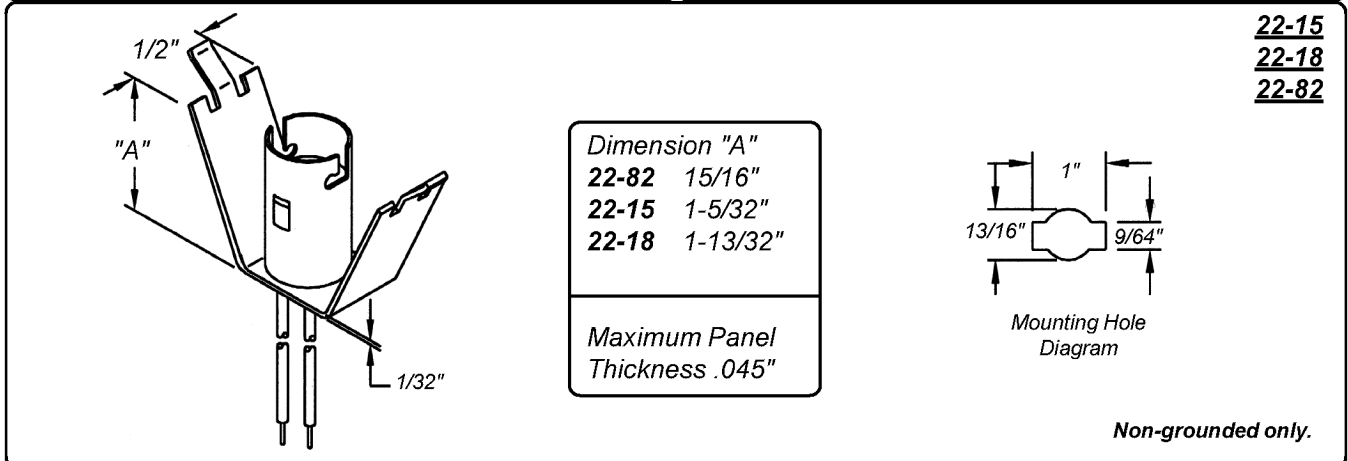 22-15
22-18
22-82
1/2"
"A"
1/32"
Dimension "A"
22-82 15/16"
22-15 1-5/32"
22-18 1-13/32"
Maximum Panel
Thickness .045"
1"
13/16"
9/64"
Mounting Hole
Diagram
Non-grounded only.